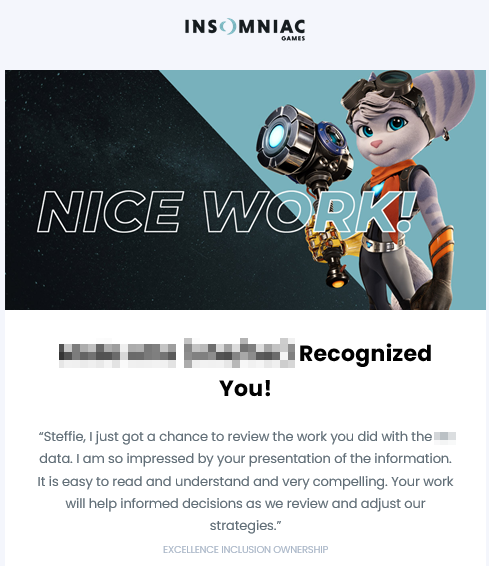 INSOMNIAC
GAMES
NICE WORK!
Recognized
You!
“Steffie, I just got a chance to review the work you did with the
data. I am so impressed by your presentation of the information.
It is easy to read and understand and very compelling. Your work
will help informed decisions as we review and adjust our
strategies.”
EXCELLENCE INCLUSION OWNERSHIP